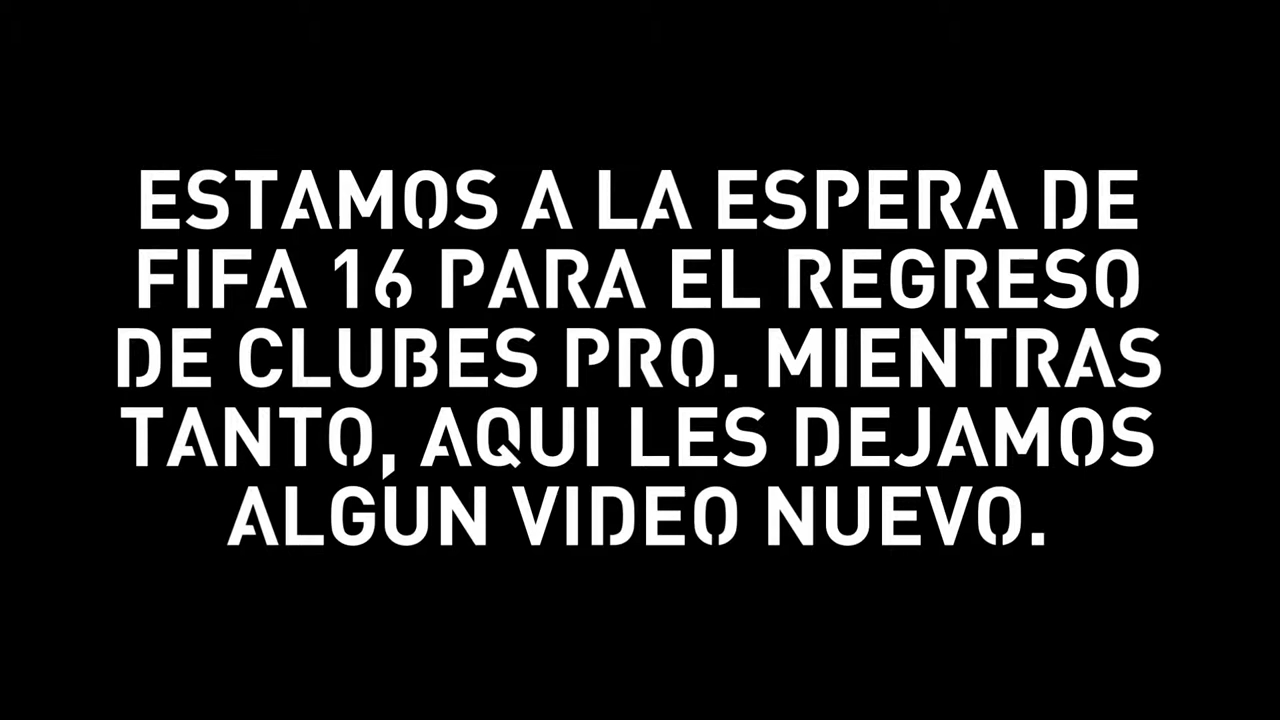 ESTAMOS A LA ESPERA DE
FIFA 16 PARA EL REGRESO
DE CLUBES PRO. MIENTRAS
TANTO, AQUI LES DEJAMOS
ALGÚN VIDEO NUEVO.